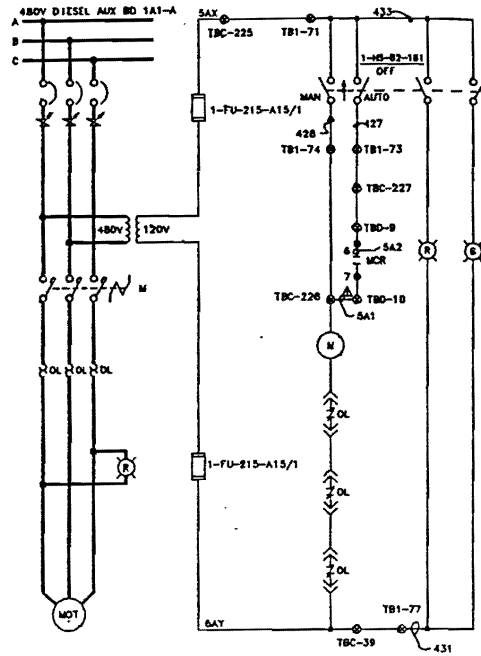 480V DIESEL AUX BD 1A1-A
A
B
C
5AX
TBC-225
TB1-71
433
1-HS-82-161
OFF
MAN
AUTO
1-FU-215-A15/1
428
427
TB1-74
TB1-73
TBC-227
480V
120V
TBD-9
6
5A2
MCR
7
R
G
M
TBC-226
TBD-10
5A1
M
OL
OL
OL
OL
R
1-FU-215-A15/1
OL
OL
MOT
6AY
TB1-77
TBC-39
431